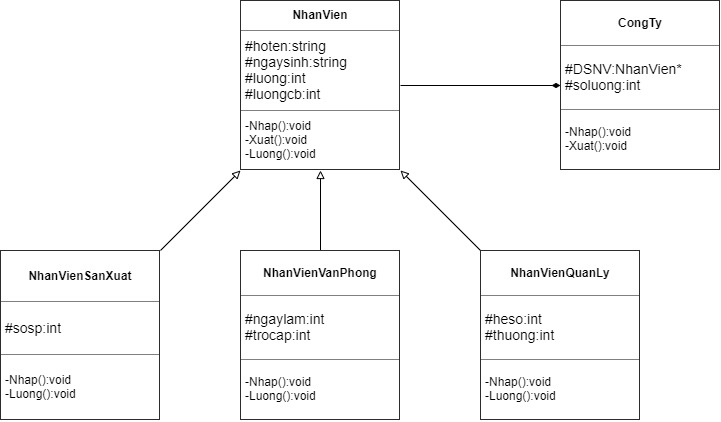 NhanVien
#hoten:string
#ngaysinh:string
#luong:int
#luongcb:int
-Nhap():void
-Xuat():void
-Luong():void
CongTy
#DSNV:NhanVien*
#soluong:int
-Nhap():void
-Xuat():void
NhanVienSanXuat
#sosp:int
-Nhap():void
-Luong():void
NhanVienVanPhong
#ngaylam:int
#trocap:int
-Nhap():void
-Luong():void
NhanVienQuanLy
#heso:int
#thuong:int
-Nhap():void
-Luong():void